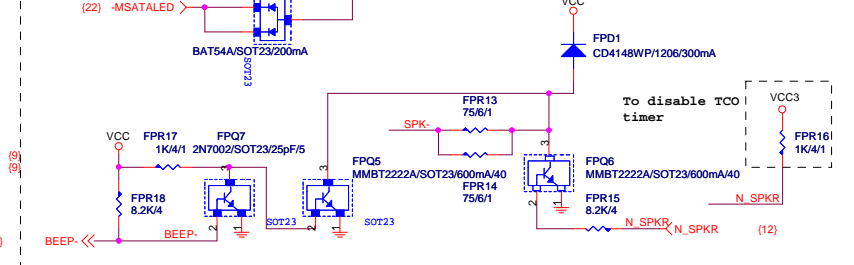 {22} -MSATALED
VCC
BAT54A/SOT23/200mA
SOT23
FPD1
CD4148WP/1206/300mA
To disable TCO
timer
VCC3
FPR13
75/6/1
SPK-
FPR16
1K/4/1
VCC
FPR17
1K/4/1
FPQ7
2N7002/SOT23/25pF/5
3
FPQ5
MMBT2222A/SOT23/600mA/40
3
FPR14
75/6/1
3
FPQ6
MMBT2222A/SOT23/600mA/40
{9}
{9}
3
FPR18
8.2K/4
SOT23
SOT23
FPR15
8.2K/4
N_SPKR
BEEP-
BEEP-
2
1
2
1
2
1
N_SPKR
N_SPKR
{12}